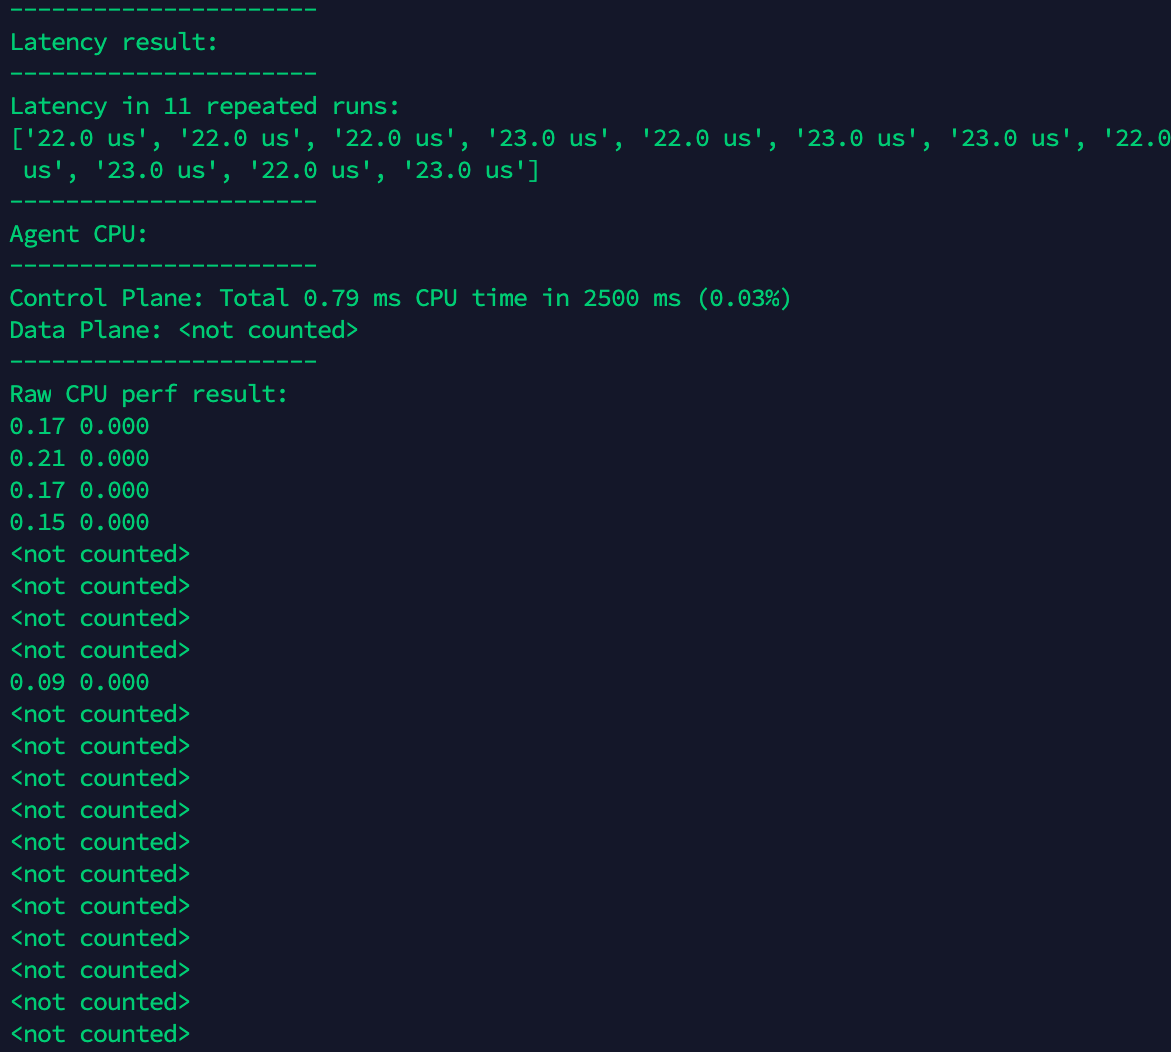 ----------------------
Latency result:
----------------------
Latency in 11 repeated runs:
['22.0 us', '22.0 us', '22.0 us', '23.0 us', '22.0 us', '23.0 us', '23.0 us', '22.0
 us', '23.0 us', '22.0 us', '23.0 us']
----------------------
Agent CPU:
----------------------
Control Plane: Total 0.79 ms CPU time in 2500 ms (0.03%)
Data Plane: <not counted>
----------------------
Raw CPU perf result:
0.17 0.000
0.21 0.000
0.17 0.000
0.15 0.000
<not counted>
<not counted>
<not counted>
<not counted>
0.09 0.000
<not counted>
<not counted>
<not counted>
<not counted>
<not counted>
<not counted>
<not counted>
<not counted>
<not counted>
<not counted>
<not counted>